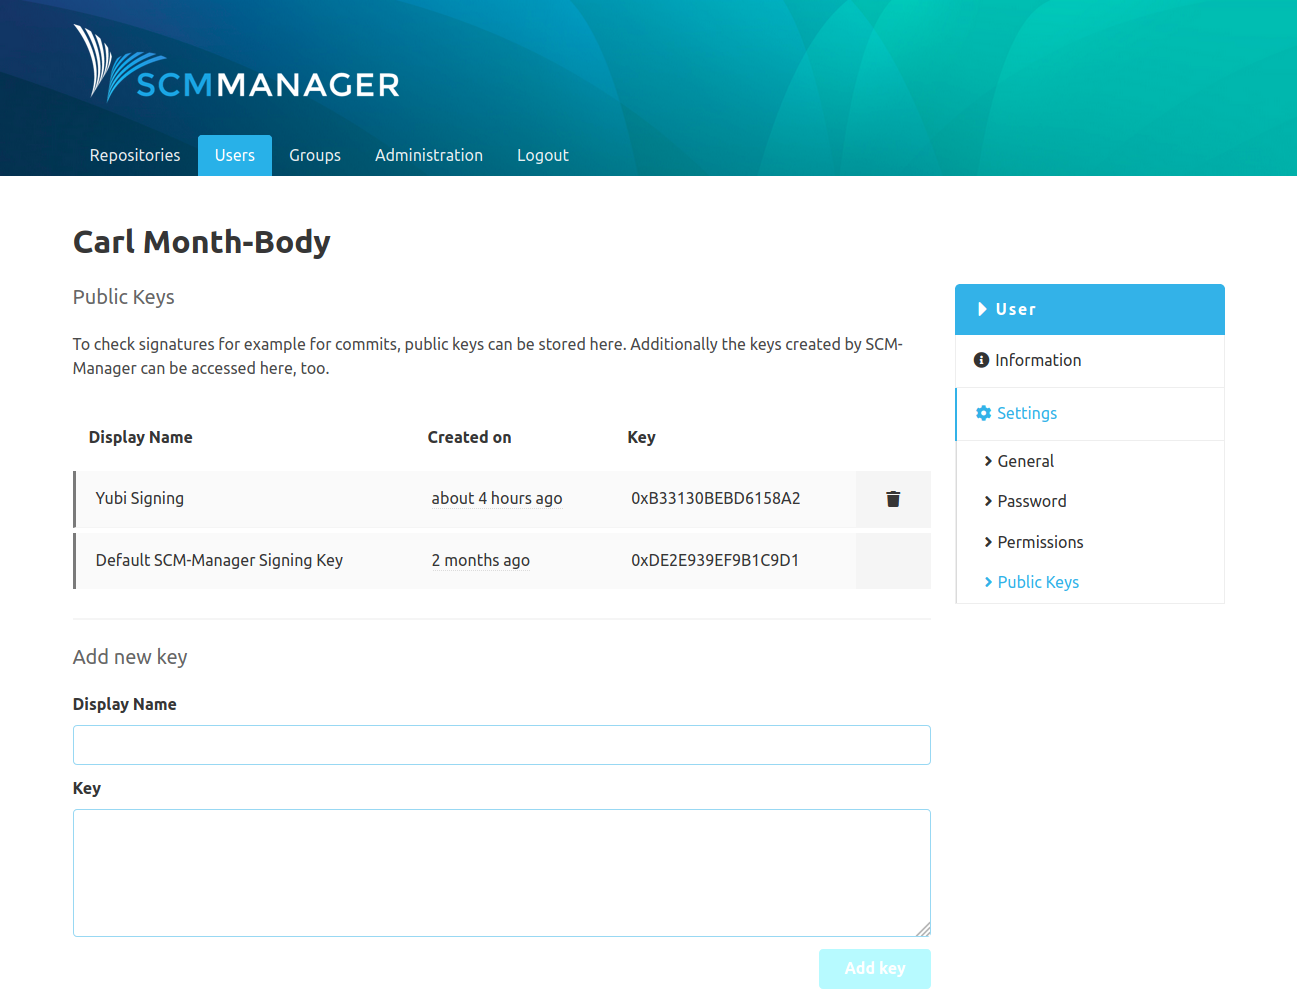 SCMMANAGER
Repositories Users Groups Administration Logout
Carl Month-Body
Public Keys
To check signatures for example for commits, public keys can be stored here. Additionally the keys created by SCM-
Manager can be accessed here, too.
Display Name Created on Key
Yubi Signing about 4 hours ago 0xB33130BEBD6158A2
Default SCM-Manager Signing Key 2 months ago 0xDE2E939EF9B1C9D1
Add new key
Display Name
Key
Add key
User
Information
Settings
General
Password
Permissions
Public Keys